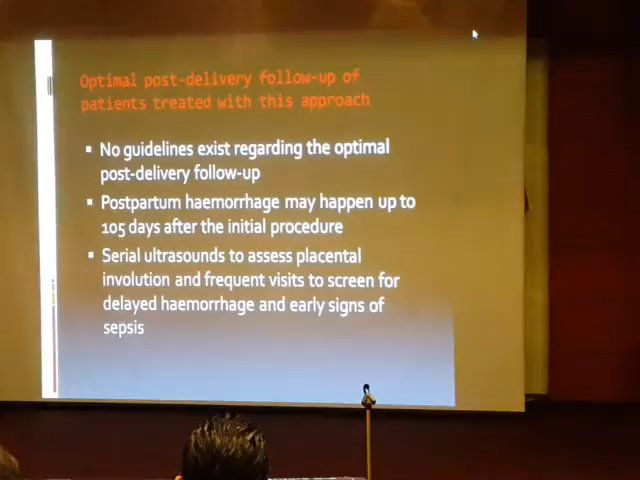 Optimal post-delivery follow-up of
patients treated with this approach
▪ No guidelines exist regarding the optimal
post-delivery follow-up
▪ Postpartum haemorrhage may happen up to
105 days after the initial procedure
▪ Serial ultrasounds to assess placental
involution and frequent visits to screen for
delayed haemorrhage and early signs of
sepsis